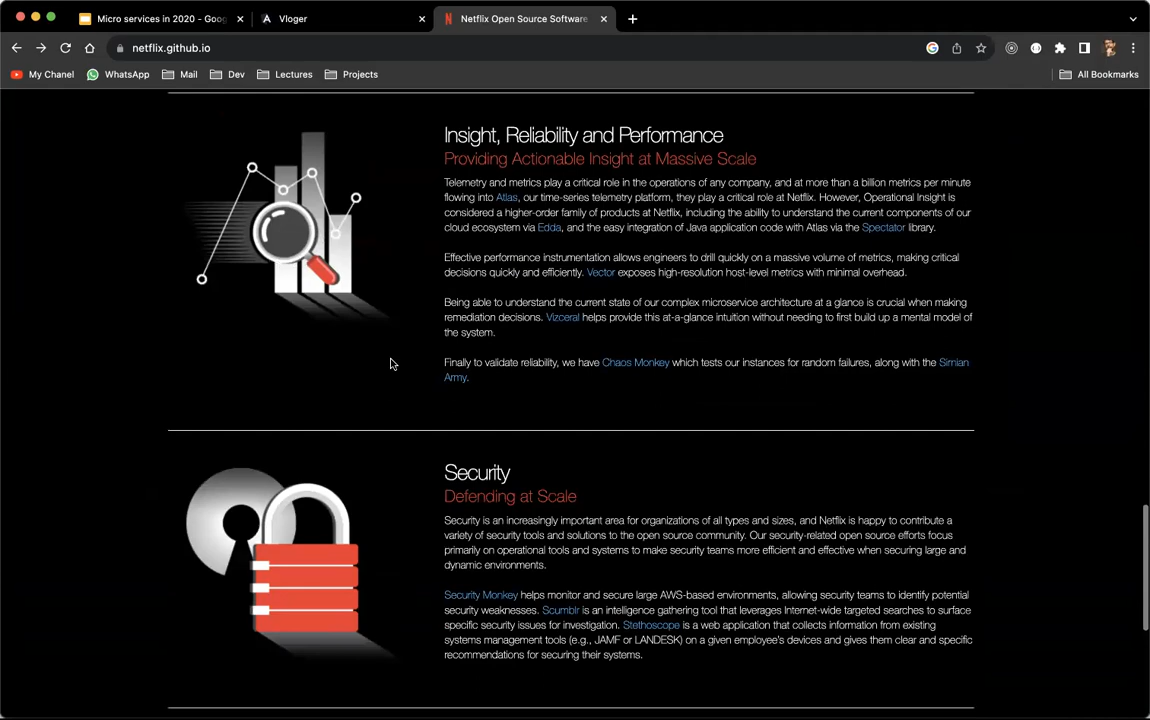 Micro services in 2020 - Goog
Vloger
Netflix Open Source Software
netflix.github.io
My Chanel
WhatsApp
Mail
Dev
Lectures
Projects
All Bookmarks
Insight, Reliability and Performance
Providing Actionable Insight at Massive Scale
Telemetry and metrics play a critical role in the operations of any company, and at more than a billion metrics per minute
flowing into Atlas, our time-series telemetry platform, they play a critical role at Netflix. However, Operational Insight is
considered a higher-order family of products at Netflix, including the ability to understand the current components of our
cloud ecosystem via Edda, and the easy integration of Java application code with Atlas via the Spectator library.
Effective performance instrumentation allows engineers to drill quickly on a massive volume of metrics, making critical
decisions quickly and efficiently. Vector exposes high-resolution host-level metrics with minimal overhead.
Being able to understand the current state of our complex microservice architecture at a glance is crucial when making
remediation decisions. Vizceral helps provide this at-a-glance intuition without needing to first build up a mental model of
the system.
Finally to validate reliability, we have Chaos Monkey which tests our instances for random failures, along with the Simian
Army.
Security
Defending at Scale
Security is an increasingly important area for organizations of all types and sizes, and Netflix is happy to contribute a
variety of security tools and solutions to the open source community. Our security-related open source efforts focus
primarily on operational tools and systems to make security teams more efficient and effective when securing large and
dynamic environments.
Security Monkey helps monitor and secure large AWS-based environments, allowing security teams to identify potential
security weaknesses. Scumblr is an intelligence gathering tool that leverages Internet-wide targeted searches to surface
specific security issues for investigation. Stethoscope is a web application that collects information from existing
systems management tools (e.g., JAMF or LANDESK) on a given employee's devices and gives them clear and specific
recommendations for securing their systems.